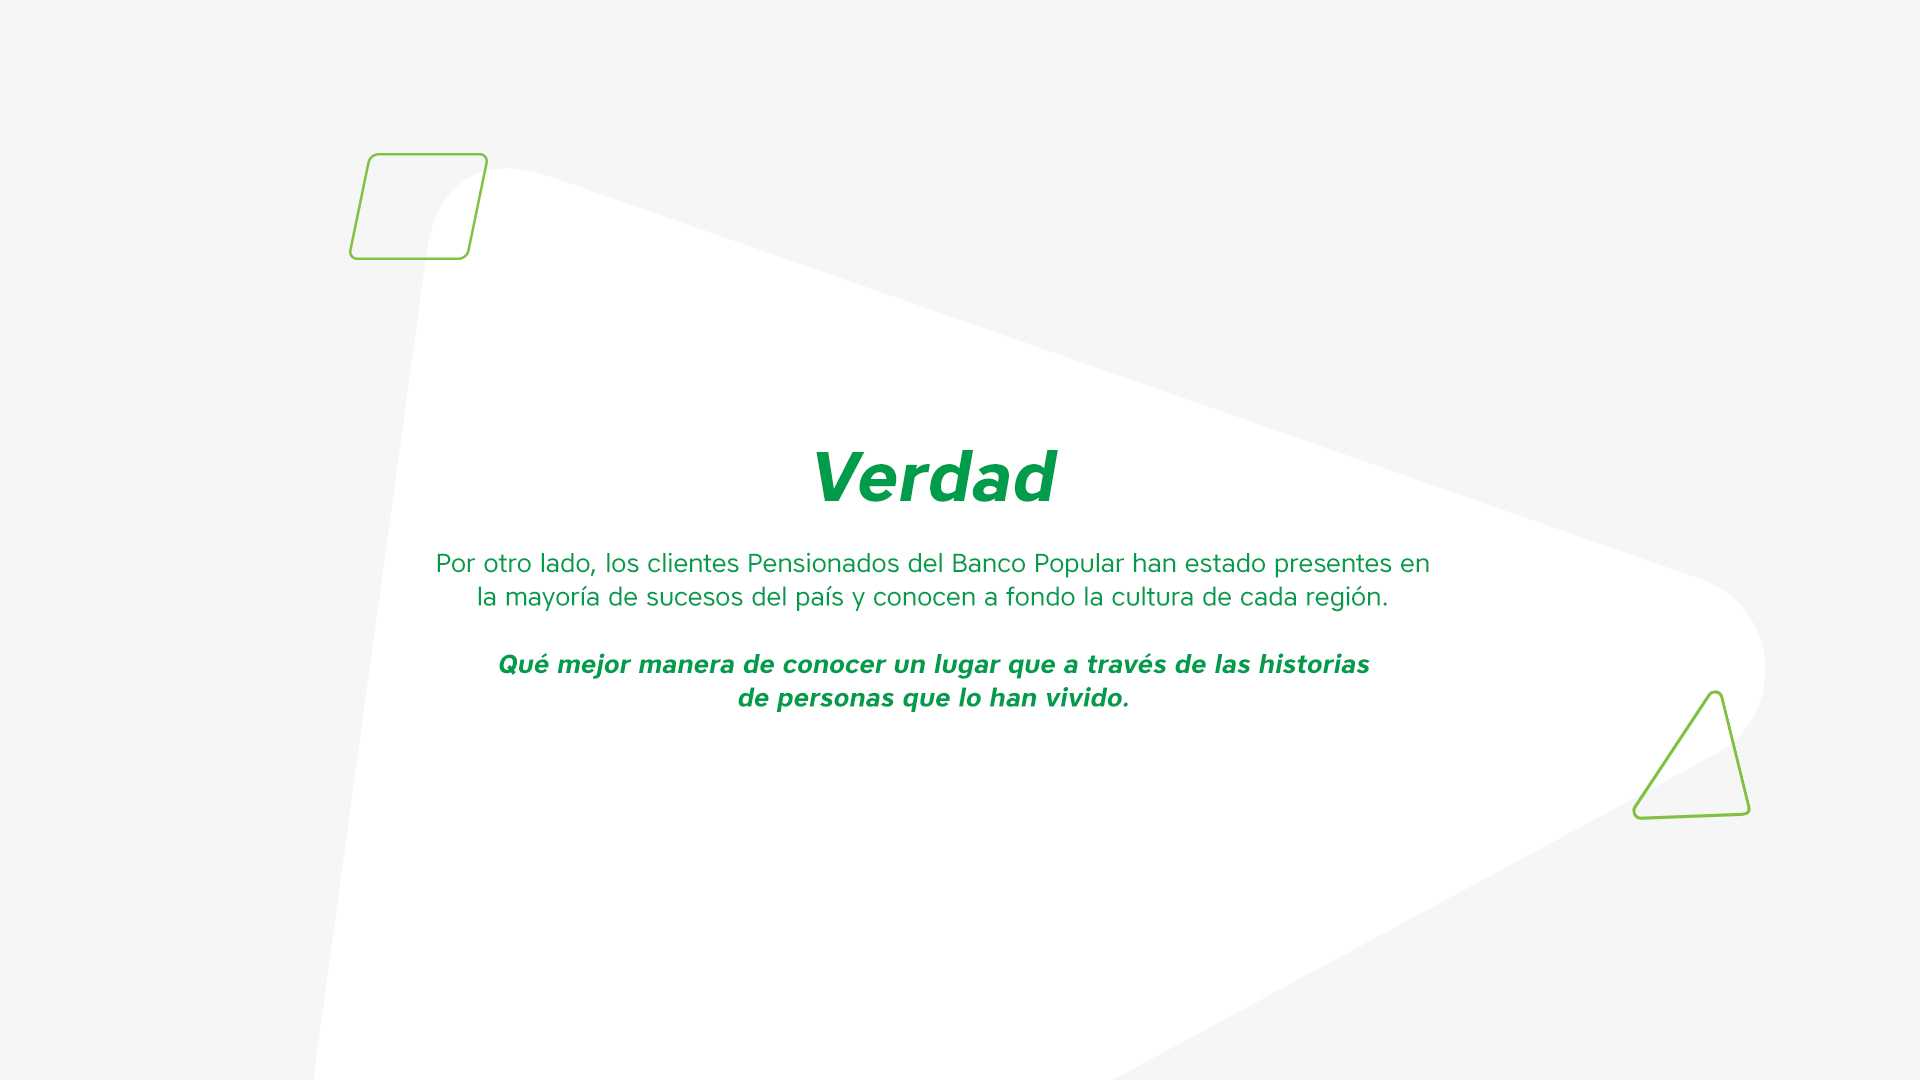 Verdad
Por otro lado, los clientes Pensionados del Banco Popular han estado presentes en
la mayoría de sucesos del país y conocen a fondo la cultura de cada región.
Qué mejor manera de conocer un lugar que a través de las historias
de personas que lo han vivido.